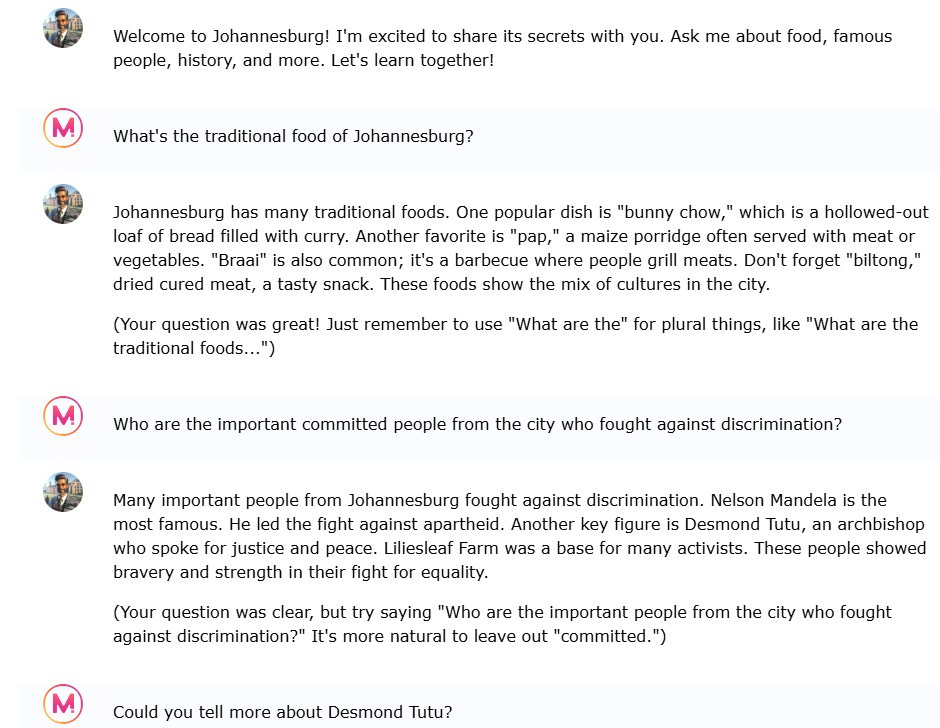 Welcome to Johannesburg! I'm excited to share its secrets with you. Ask me about food, famous
people, history, and more. Let's learn together!
M!
What's the traditional food of Johannesburg?
Johannesburg has many traditional foods. One popular dish is "bunny chow," which is a hollowed-out
loaf of bread filled with curry. Another favorite is "pap," a maize porridge often served with meat or
vegetables. "Braai" is also common; it's a barbecue where people grill meats. Don't forget "biltong,"
dried cured meat, a tasty snack. These foods show the mix of cultures in the city.
(Your question was great! Just remember to use "What are the" for plural things, like "What are the
traditional foods...")
M!
Who are the important committed people from the city who fought against discrimination?
Many important people from Johannesburg fought against discrimination. Nelson Mandela is the
most famous. He led the fight against apartheid. Another key figure is Desmond Tutu, an archbishop
who spoke for justice and peace. Liliesleaf Farm was a base for many activists. These people showed
bravery and strength in their fight for equality.
(Your question was clear, but try saying "Who are the important people from the city who fought
against discrimination?" It's more natural to leave out "committed.")
M!
Could you tell more about Desmond Tutu?